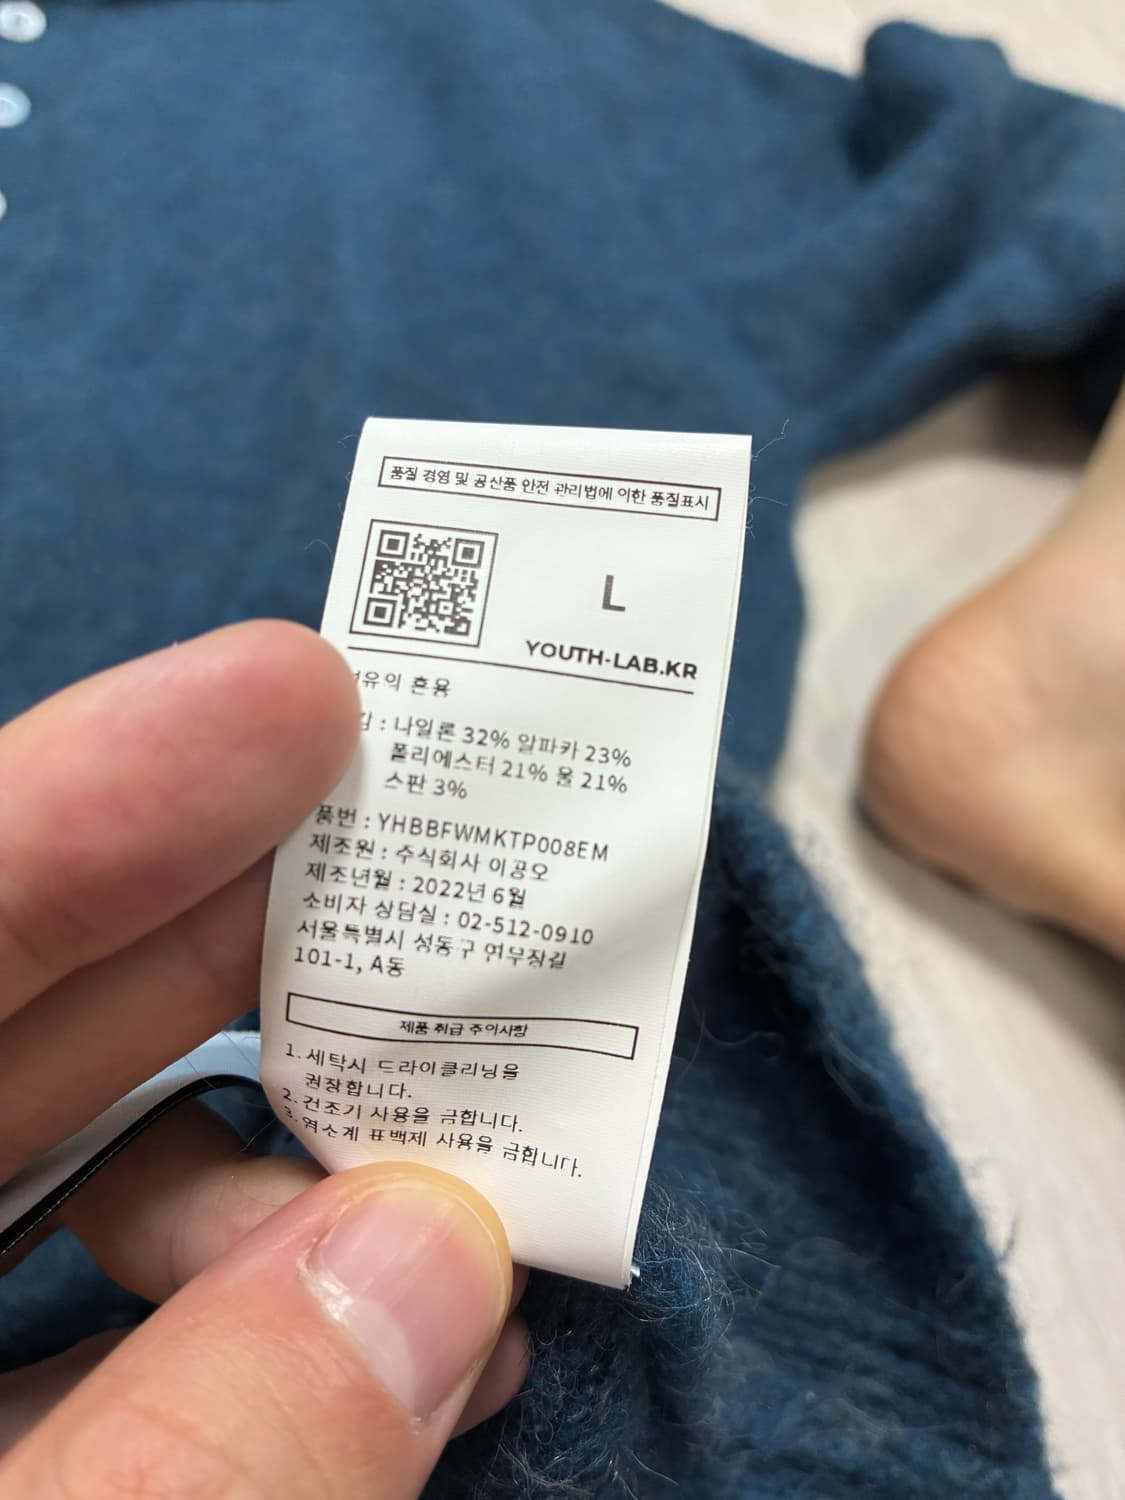 품질 경영 및 공산품 안전 관리법에 이한 품질표시
L
YOUTH-LAB.KR
혼용
: 나일론 32% 알파카 23%
폴리에스터 21% 울 21%
스판 3%
품번 : YHBBFWMKTP008EM
제조원 : 주식회사 이공오
제조년월 : 2022년 6월
소비자 상담실 : 02-512-0910
서울특별시 성동구 연무장길
101-1, A동
제품 취급 주이사항
1. 세탁시 드라이클리닝을
권장합니다.
2. 건조기 사용을 금합니다.
3. 염소계 표백제 사용을 금합니다.